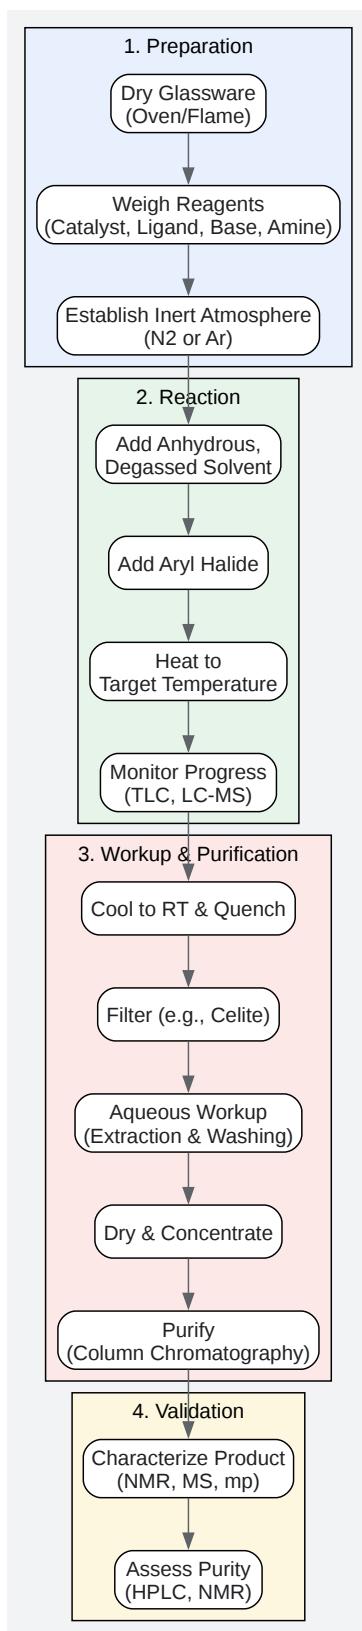 1. Preparation
Dry Glassware
(Oven/Flame)
Weigh Reagents
(Catalyst, Ligand, Base, Amine)
Establish Inert Atmosphere
(N2 or Ar)
2. Reaction
Add Anhydrous,
Degassed Solvent
Add Aryl Halide
Heat to
Target Temperature
Monitor Progress
(TLC, LC-MS)
3. Workup & Purification
Cool to RT & Quench
Filter (e.g., Celite)
Aqueous Workup
(Extraction & Washing)
Dry & Concentrate
Purify
(Column Chromatography)
4. Validation
Characterize Product
(NMR, MS, mp)
Assess Purity
(HPLC, NMR)